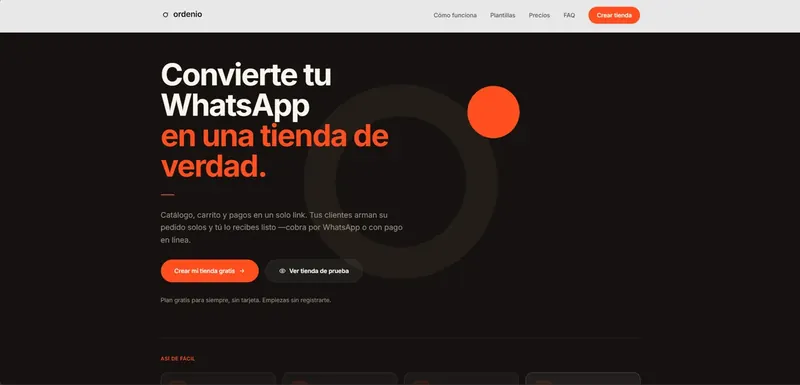 ordenio
Cómo funciona
Plantillas
Precios
FAQ
Crear tienda
Convierte tu
WhatsApp
en una tienda de
verdad.
Catálogo, carrito y pagos en un solo link. Tus clientes arman su
pedido solos y tú lo recibes listo —cobra por WhatsApp o con pago
en línea.
Crear mi tienda gratis →
Ver tienda de prueba
Plan gratis para siempre, sin tarjeta. Empiezas sin registrarte.
ASÍ DE FÁCIL